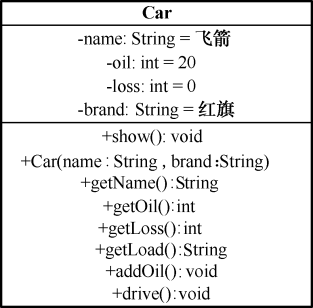 Car
-name: String = 飞箭
-oil: int = 20
-loss: int = 0
-brand: String = 红旗
+show(): void
+Car(name : String , brand:String)
+getName():String
+getOil():int
+getLoss(): int
+getLoad():String
+addOil(): void
+drive(): void